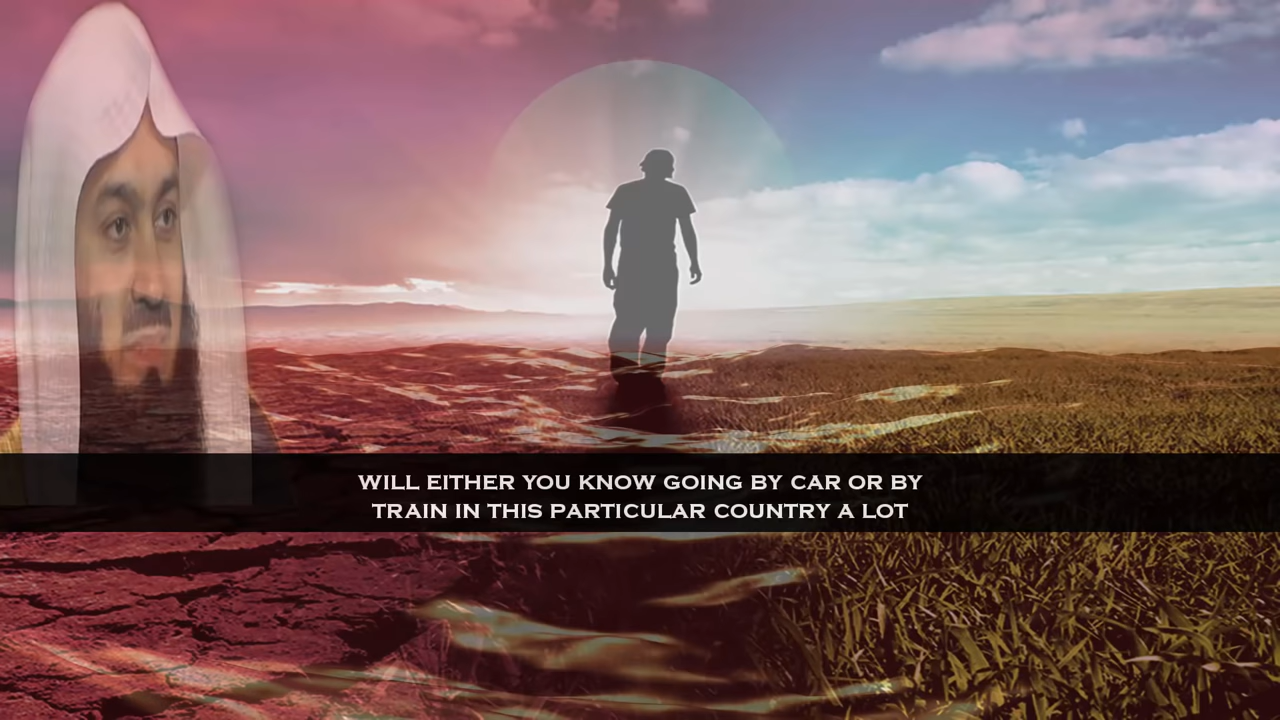 WILL EITHER YOU KNOW GOING BY CAR OR BY
TRAIN IN THIS PARTICULAR COUNTRY A LOT